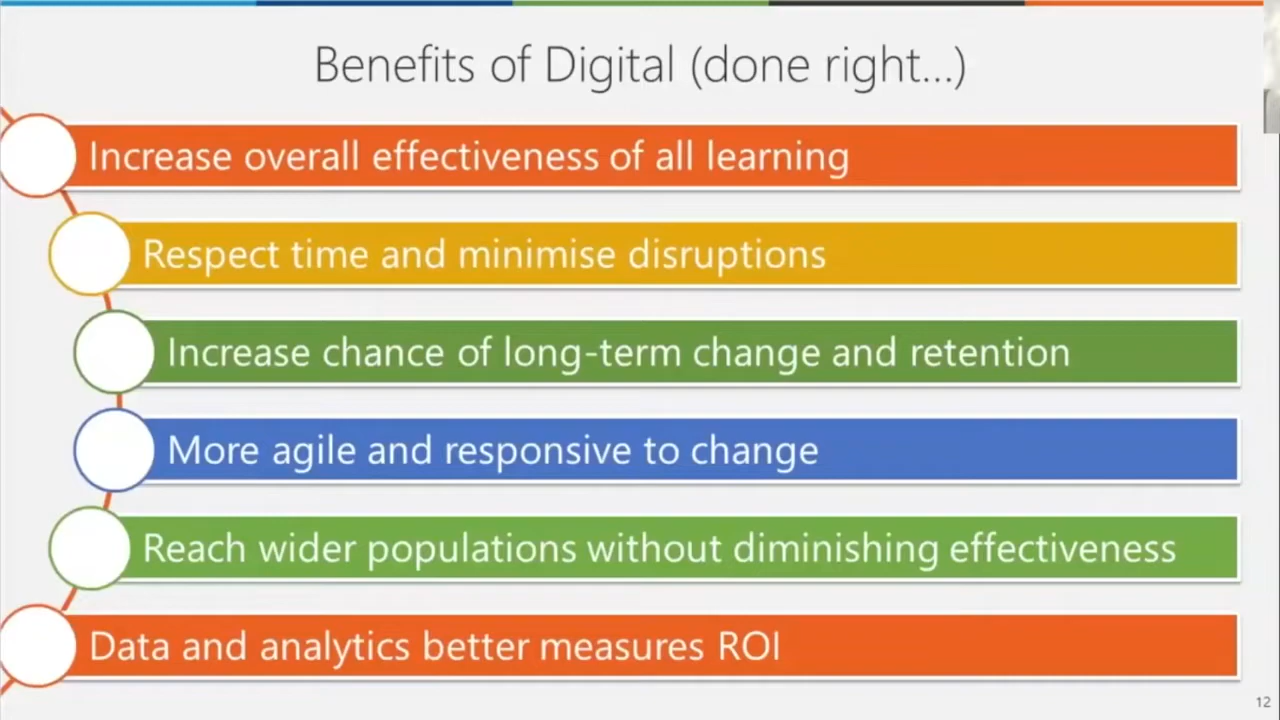 Benefits of Digital (done right...)
Increase overall effectiveness of all learning
Respect time and minimise disruptions
Increase chance of long-term change and retention
More agile and responsive to change
Reach wider populations without diminishing effectiveness
Data and analytics better measures ROI
12